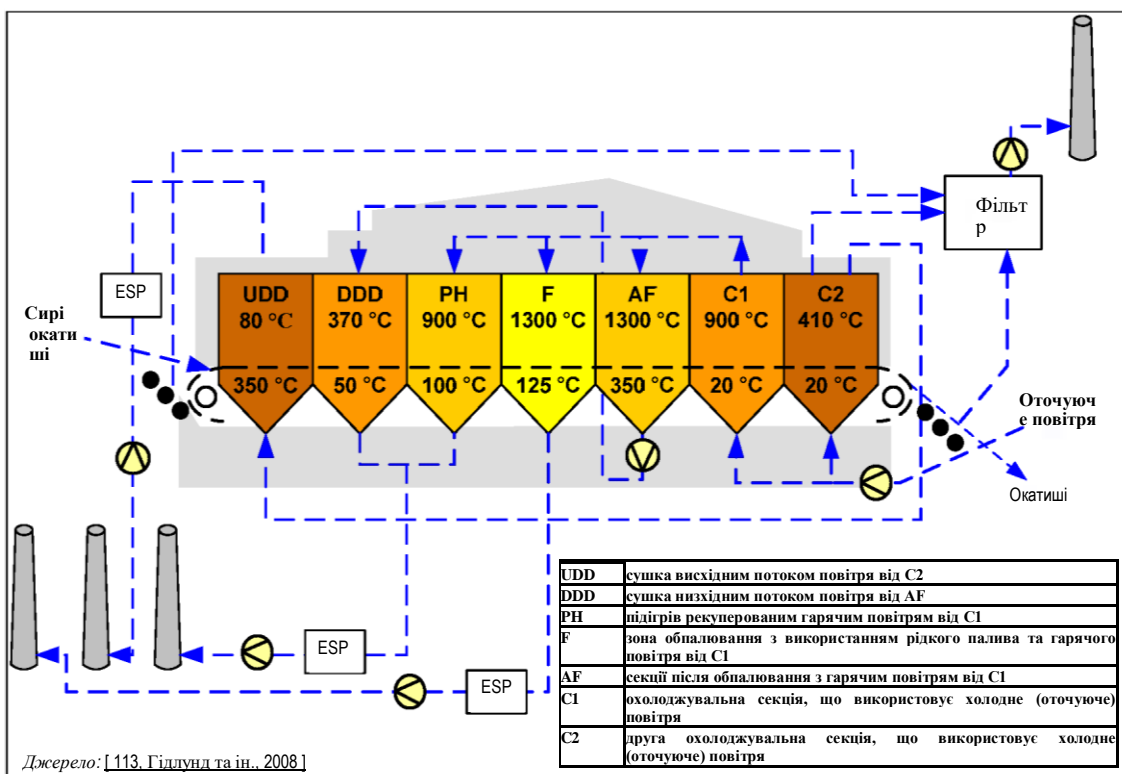 Фільт
р
ESP
Сирі
окати
ші
UDD
80 °C
DDD
370 °C
PH
900 °C
F
1300 °C
AF
1300 °C
C1
900 °C
C2
410 °C
350 °C
50 °C
100 °C
125 °C
350 °C
20 °C
20 °C
Оточуюч
е повітря
Окатиші
ESP
ESP
UDD сушка висхідним потоком повітря від C2
DDD сушка низхідним потоком повітря від AF
PH підігрів рекуперованим гарячим повітрям від C1
F зона обпалювання з використанням рідкого палива та гарячого
повітря від C1
AF секції після обпалювання з гарячим повітрям від C1
C1 охолоджувальна секція, що використовує холодне (оточуюче)
повітря
C2 друга охолоджувальна секція, що використовує холодне
(оточуюче) повітря
Джерело: [ 113, Гідлунд та ін., 2008 ]